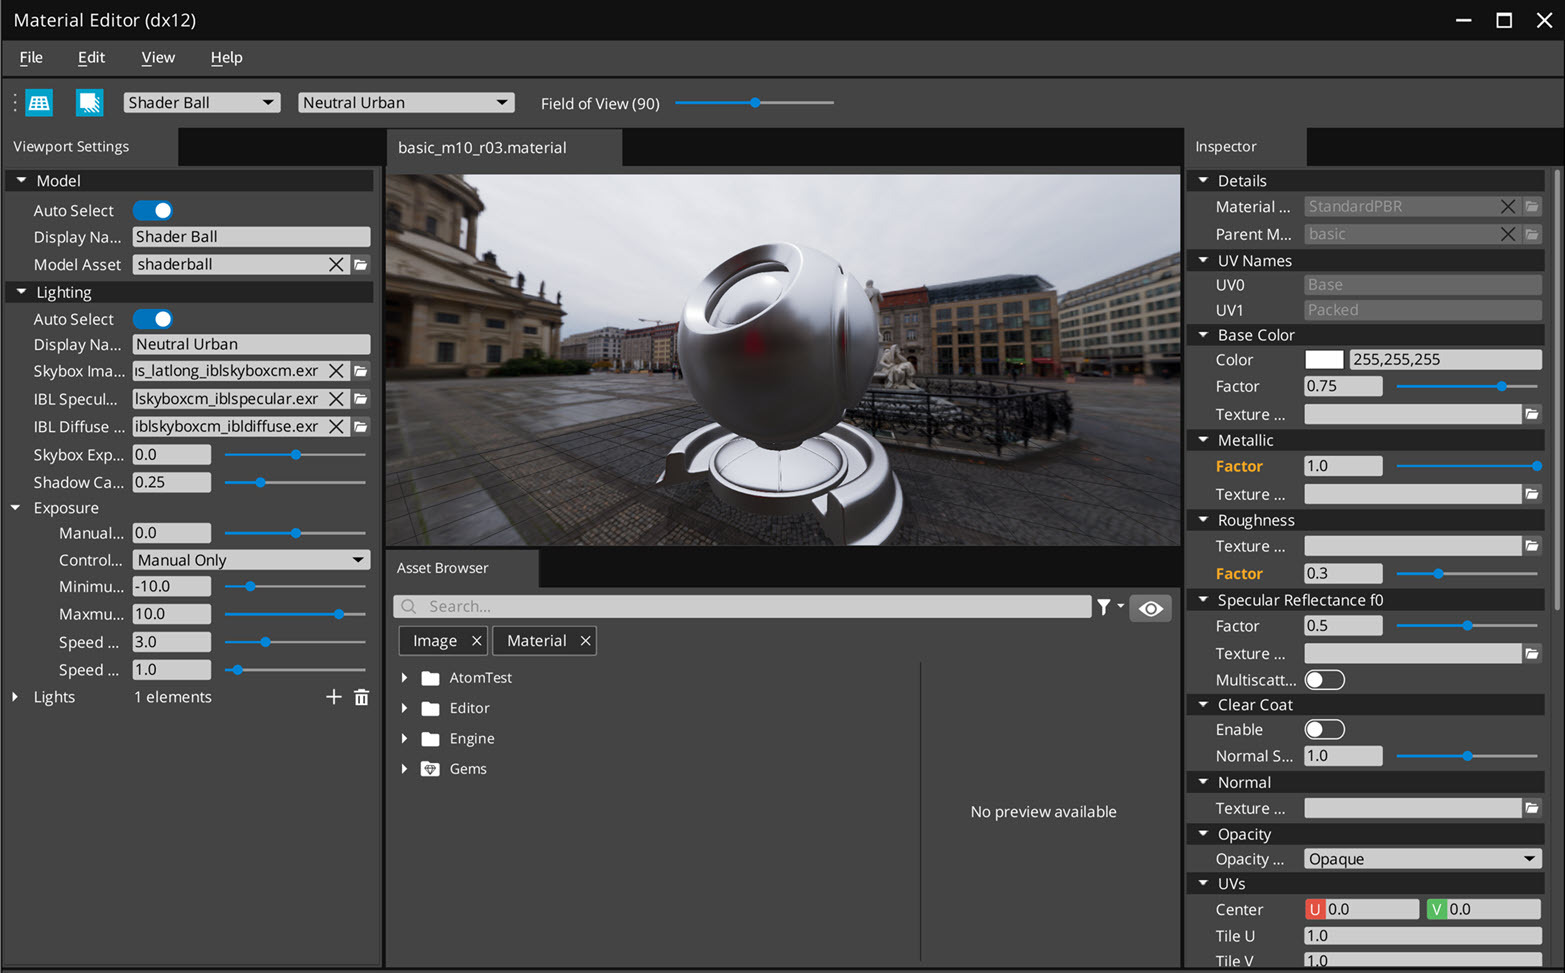 Material Editor (dx12)
File Edit View Help
Shader Ball Neutral Urban Field of View (90)
Viewport Settings
Model
Auto Select
Display Na... Shader Ball
Model Asset shaderball
Lighting
Auto Select
Display Na... Neutral Urban
Skybox Ima... us_latlong_iblskyboxcm.exr
IBL Specul... lskyboxcm_iblspecular.exr
IBL Diffuse ... iblskyboxcm_ibldiffuse.exr
Skybox Exp... 0.0
Shadow Ca... 0.25
Exposure
Manual... 0.0
Control... Manual Only
Minimu... -10.0
Maxmu... 10.0
Speed ... 3.0
Speed ... 1.0
Lights 1 elements
basic_m10_r03.material
Asset Browser
Search...
Image Material
AtomTest
Editor
Engine
Gems
No preview available
Inspector
Details
Material ... StandardPBR
Parent M... basic
UV Names
UV0 Base
UV1 Packed
Base Color
Color 255,255,255
Factor 0.75
Texture ...
Metallic
Factor 1.0
Texture ...
Roughness
Texture ...
Factor 0.3
Specular Reflectance f0
Factor 0.5
Texture ...
Multiscatt...
Clear Coat
Enable
Normal S... 1.0
Normal
Texture ...
Opacity
Opacity ... Opaque
UVs
Center U 0.0 V 0.0
Tile U 1.0
Tile V 1.0